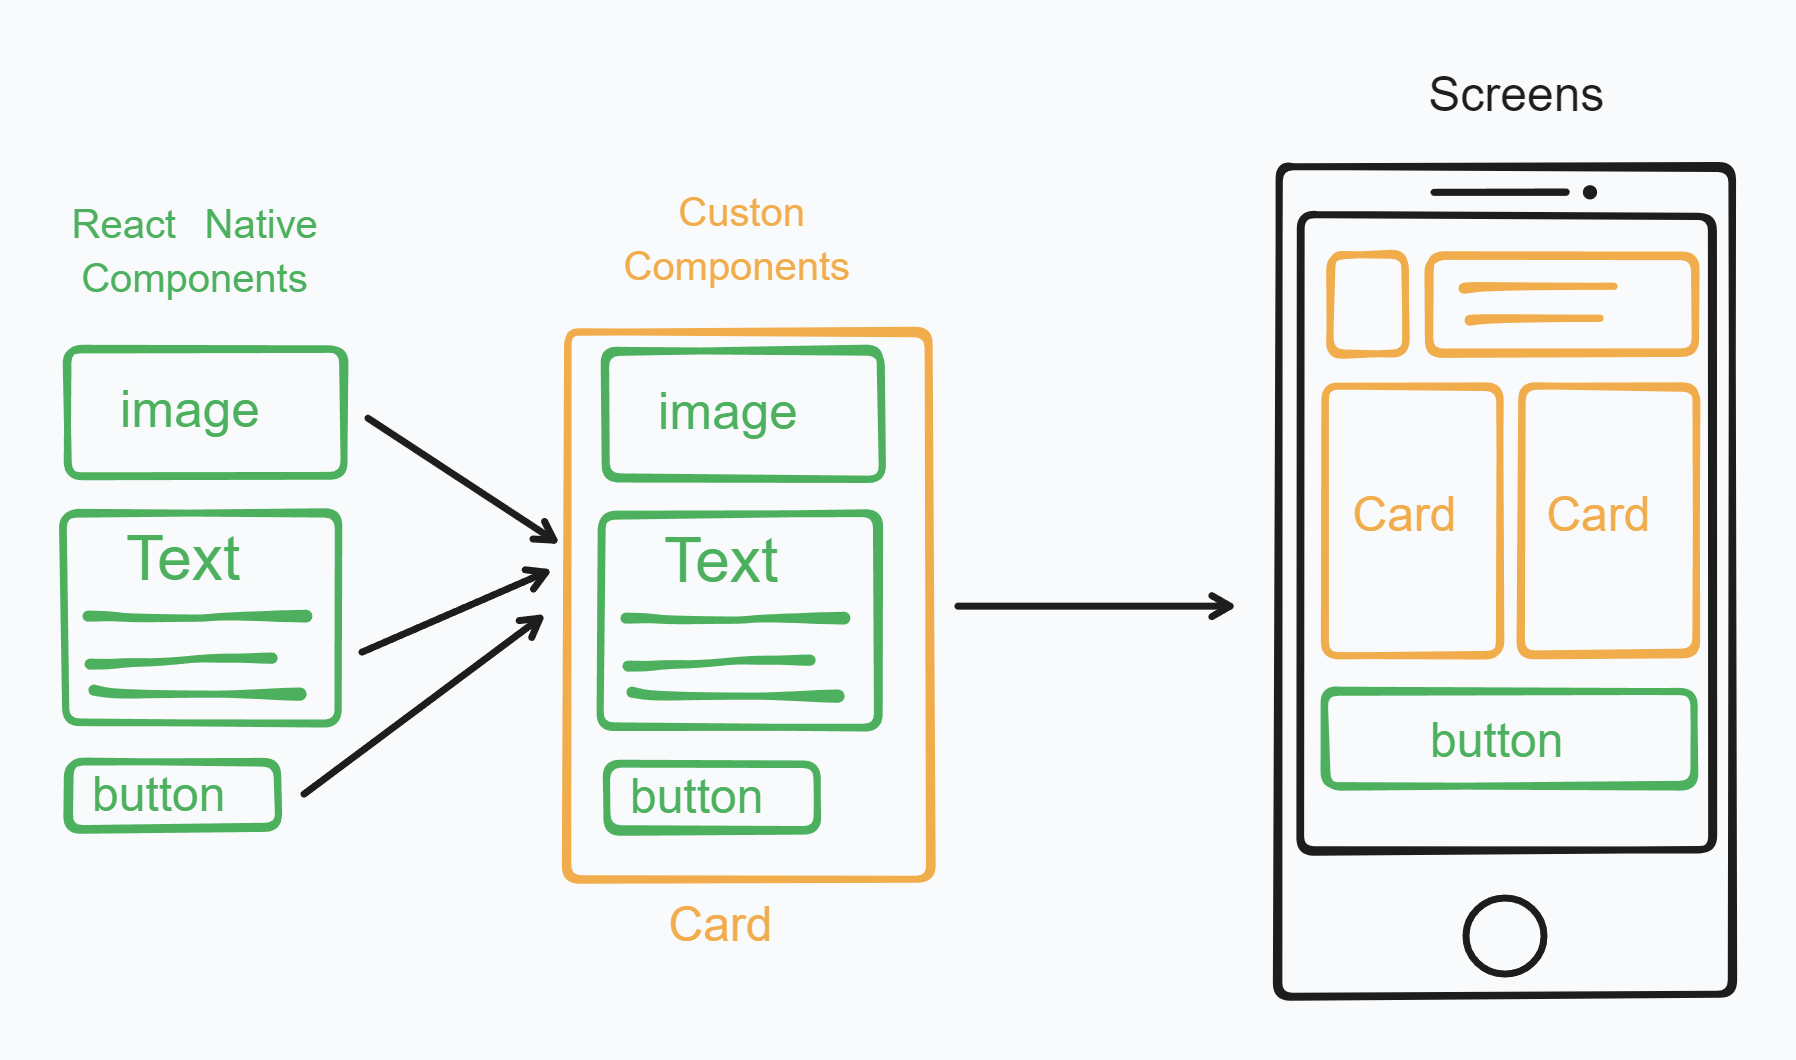 Screens
React Native
Components
Custon
Components
image
Text
button
image
Text
button
Card
Card
Card
button